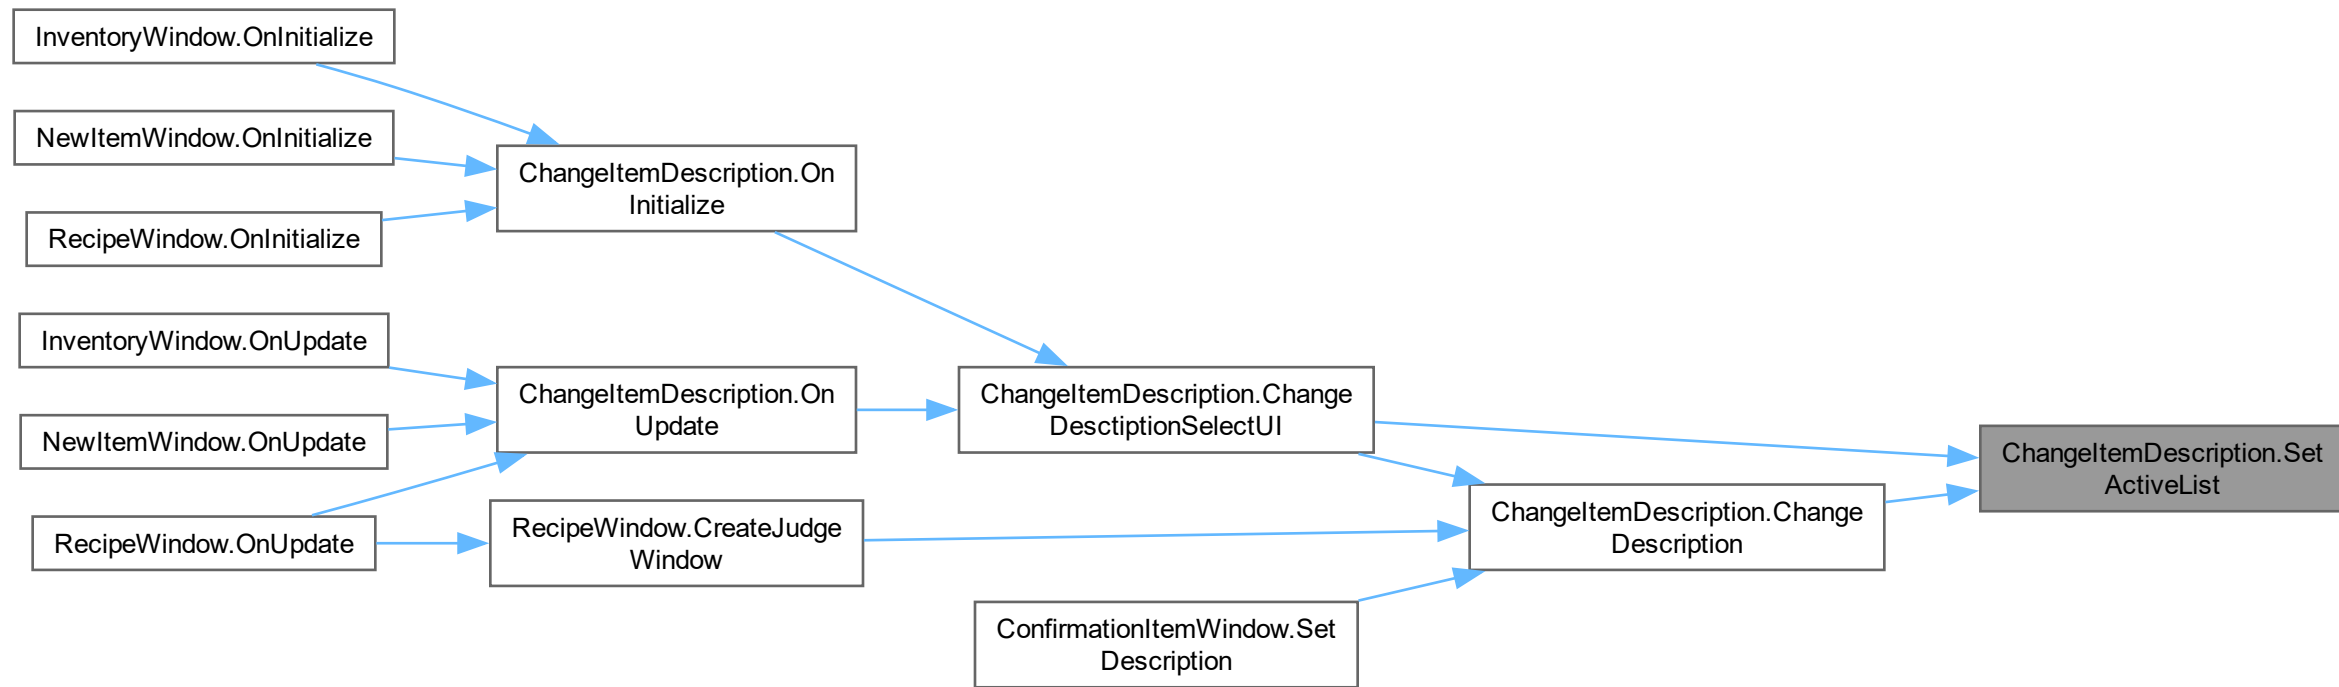 InventoryWindow.OnInitialize
NewItemWindow.OnInitialize
RecipeWindow.OnInitialize
ChangeItemDescription.On
Initialize
InventoryWindow.OnUpdate
NewItemWindow.OnUpdate
RecipeWindow.OnUpdate
ChangeItemDescription.On
Update
RecipeWindow.CreateJudge
Window
ChangeItemDescription.Change
DesctiptionSelectUI
ConfirmationItemWindow.Set
Description
ChangeItemDescription.Change
Description
ChangeItemDescription.Set
ActiveList